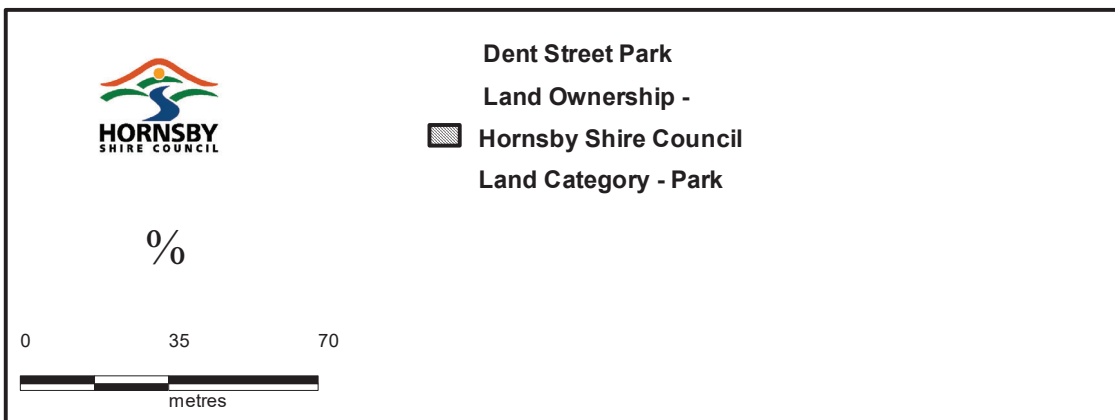 HORNSBY
SHIRE COUNCIL
Dent Street Park
Land Ownership -
Hornsby Shire Council
Land Category - Park
%
0 35 70
metres